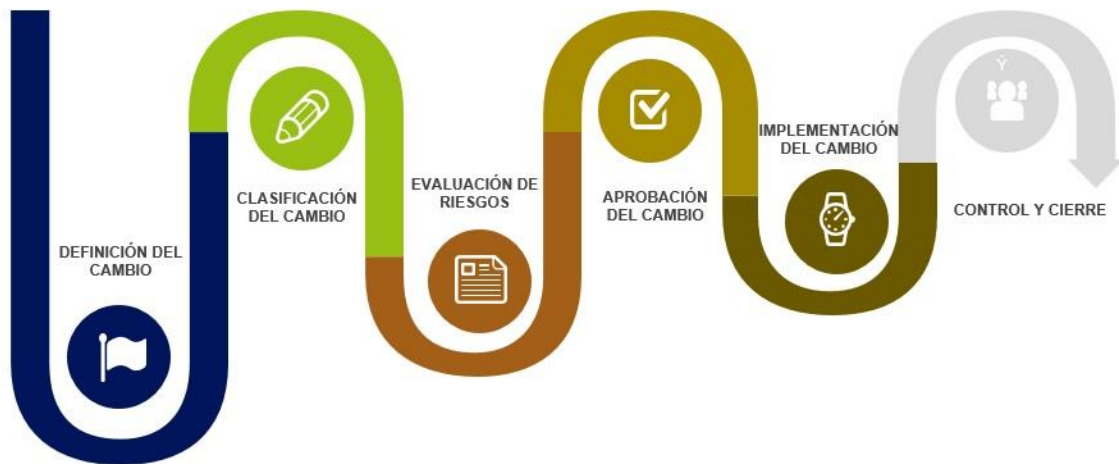 DEFINICIÓN DEL
CAMBIO
CLASIFICACIÓN
DEL CAMBIO
EVALUACIÓN DE
RIESGOS
APROBACIÓN
DEL CAMBIO
IMPLEMENTACIÓN
DEL CAMBIO
Ý
CONTROL Y CIERRE